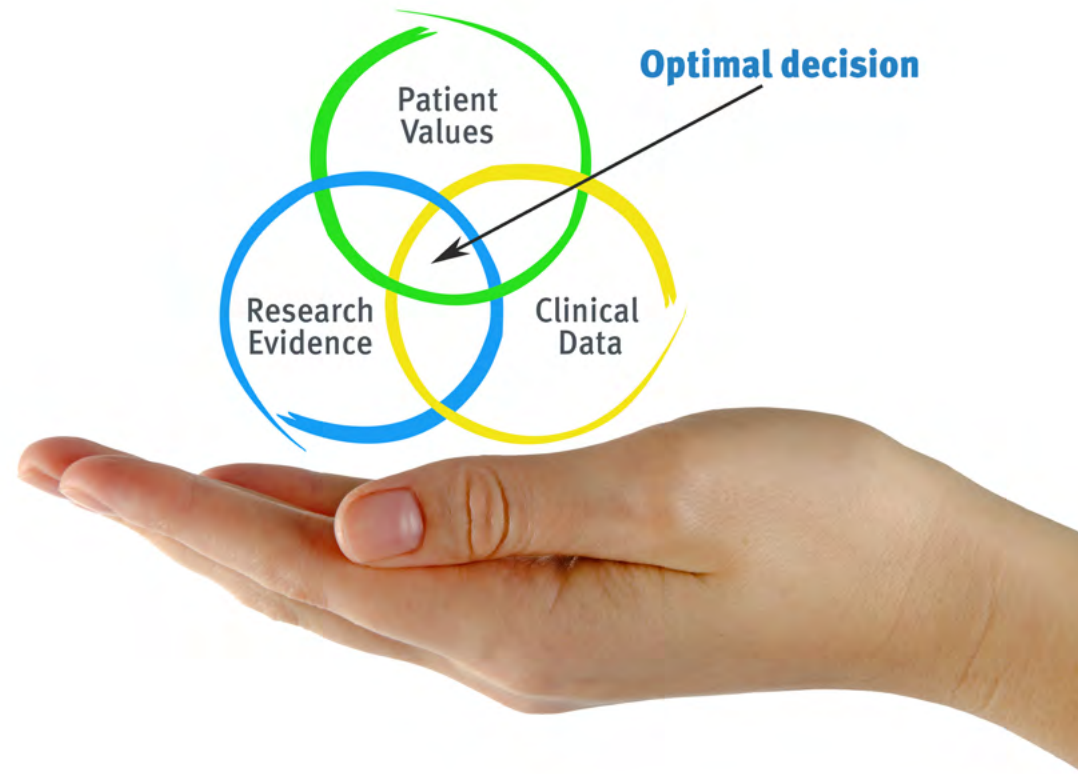 Optimal decision
Patient
Values
Research
Evidence
Clinical
Data